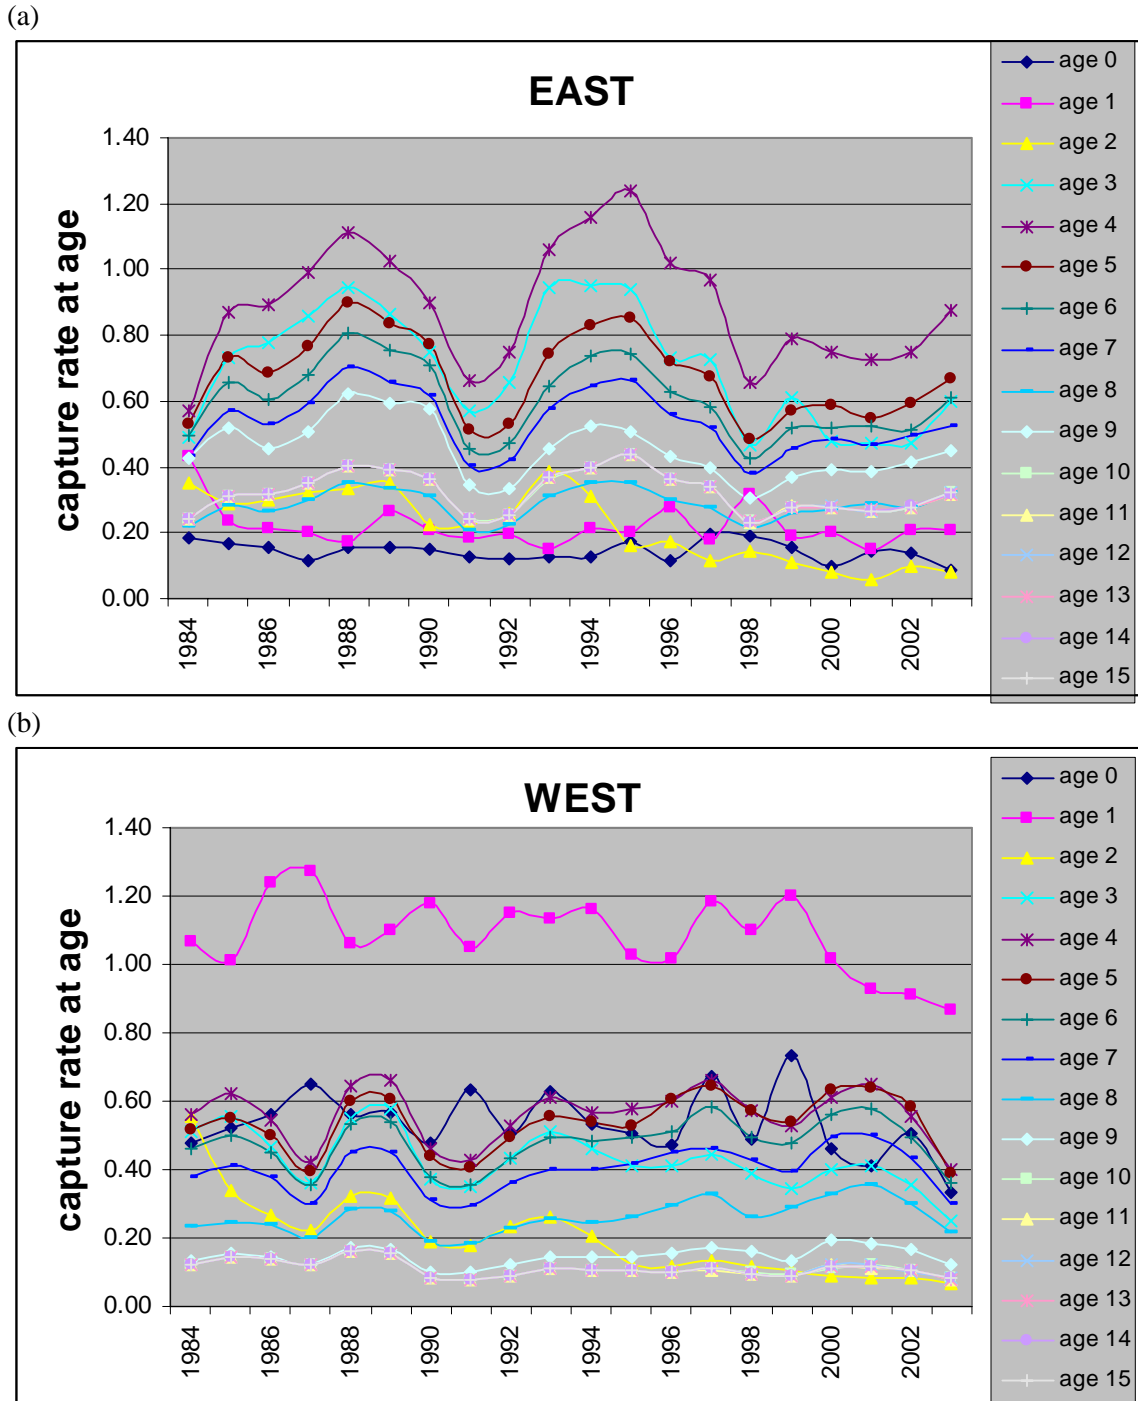 (a)
EAST
capture rate at age
1.40
1.20
1.00
0.80
0.60
0.40
0.20
0.00
1984
1986
1988
1990
1992
1994
1996
1998
2000
2002
age 0
age 1
age 2
age 3
age 4
age 5
age 6
age 7
age 8
age 9
age 10
age 11
age 12
age 13
age 14
age 15
(b)
WEST
capture rate at age
1.40
1.20
1.00
0.80
0.60
0.40
0.20
0.00
1984
1986
1988
1990
1992
1994
1996
1998
2000
2002
age 0
age 1
age 2
age 3
age 4
age 5
age 6
age 7
age 8
age 9
age 10
age 11
age 12
age 13
age 14
age 15